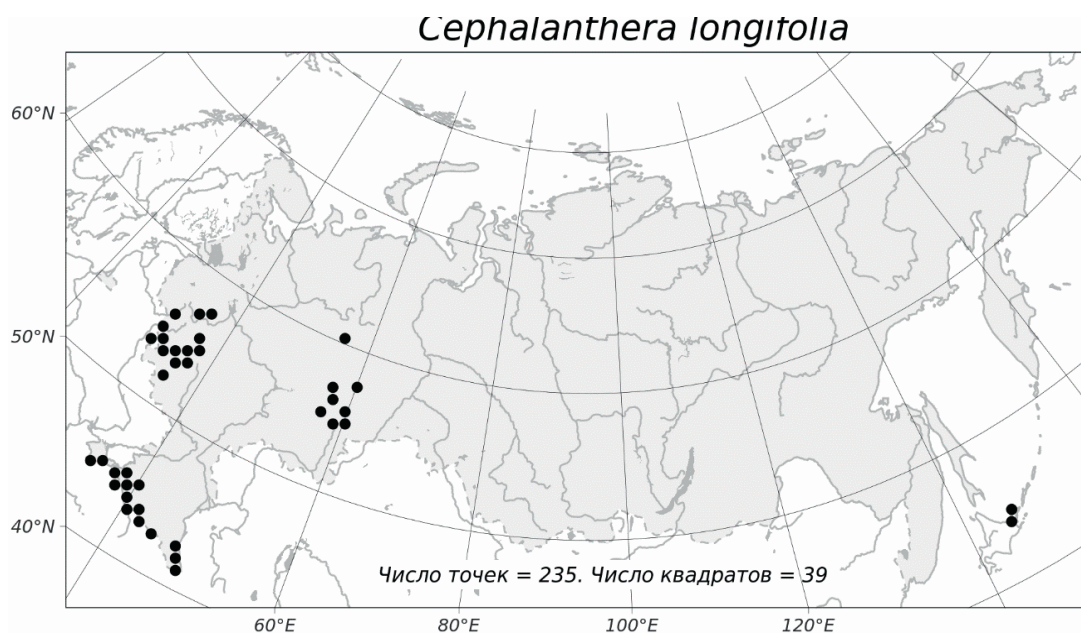 Cephalanthera longifolia
60°N
50°N
40°N
Число точек = 235. Число квадратов = 39
60°E
80°E
100°E
120°E